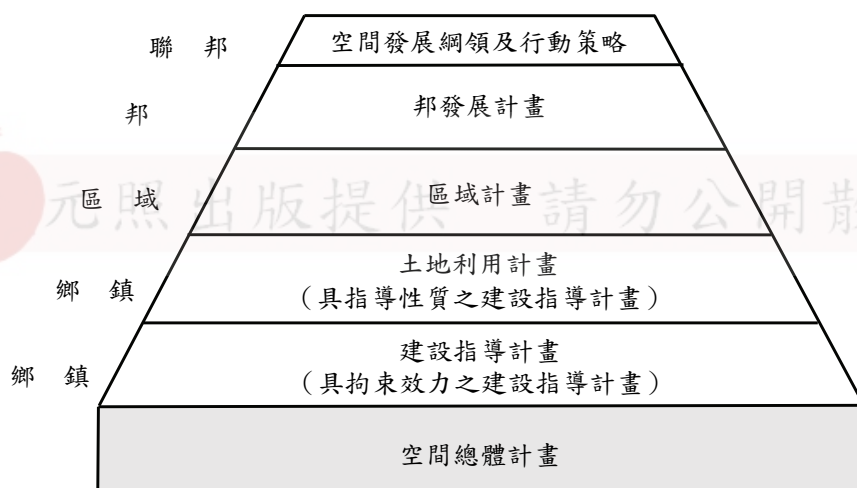 聯邦 空間發展綱領及行動策略
邦 邦發展計畫
元照出版提供 請勿公開散
區域 區域計畫
鄉鎮 土地利用計畫
（具指導性質之建設指導計畫）
鄉鎮 建設指導計畫
（具拘束效力之建設指導計畫）
空間總體計畫